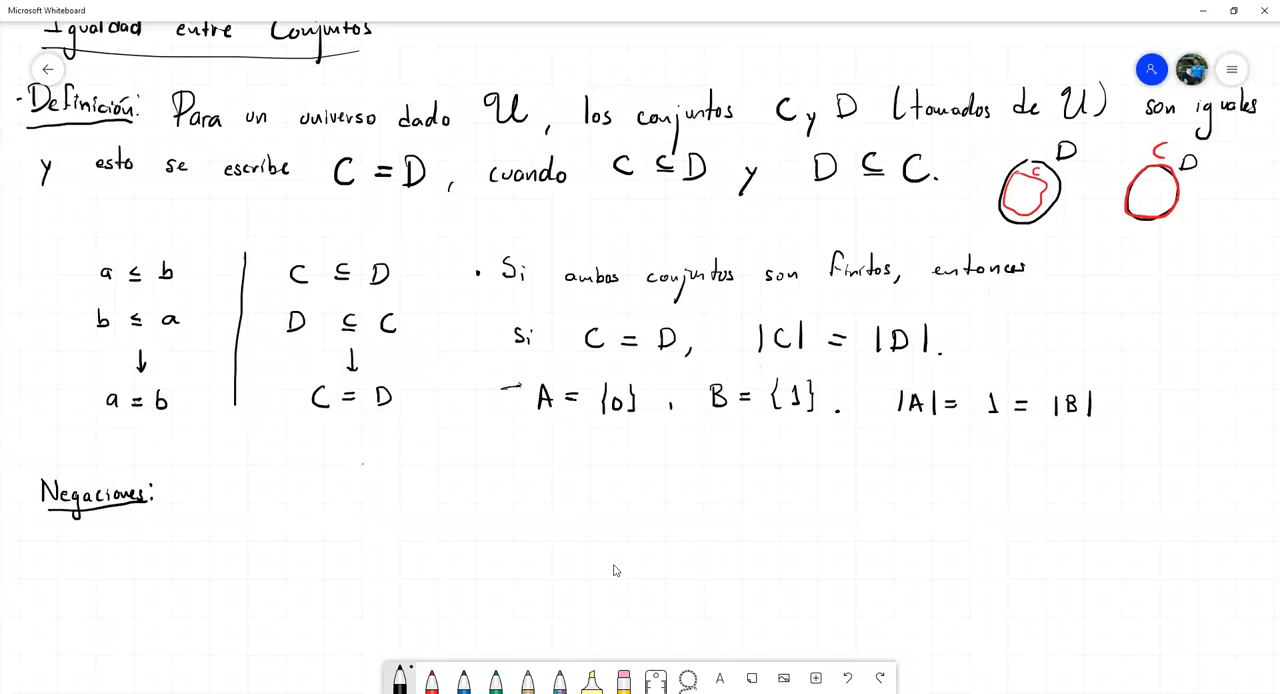 Microsoft Whiteboard
Igualdad entre Conjuntos
· Definición: Para un universo dado 𝒰, los conjuntos C y D (tomados de 𝒰) son iguales
y esto se escribe C = D, cuando C ⊆ D y D ⊆ C.
C D
C D
a ≤ b
b ≤ a
↓
a = b
C ⊆ D
D ⊆ C
↓
C = D
· Si ambos conjuntos son finitos, entonces
Si C = D, |C| = |D|.
- A = {0}, B = {1}. |A| = 1 = |B|
Negaciones:
A